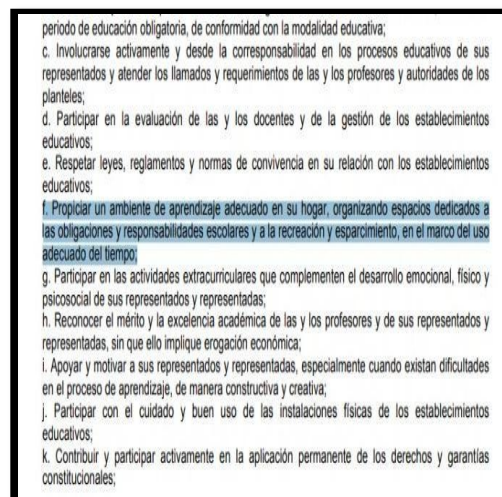 periodo de educación obligatoria, de conformidad con la modalidad educativa;
c. Involucrarse activamente y desde la corresponsabilidad en los procesos educativos de sus
representados y atender los llamados y requerimientos de las y los profesores y autoridades de los
planteles;
d. Participar en la evaluación de las y los docentes y de la gestión de los establecimientos
educativos;
e. Respetar leyes, reglamentos y normas de convivencia en su relación con los establecimientos
educativos;
f. Propiciar un ambiente de aprendizaje adecuado en su hogar, organizando espacios dedicados a
las obligaciones y responsabilidades escolares y a la recreación y esparcimiento, en el marco del uso
adecuado del tiempo;
g. Participar en las actividades extracurriculares que complementen el desarrollo emocional, físico y
psicosocial de sus representados y representadas;
h. Reconocer el mérito y la excelencia académica de las y los profesores y de sus representados y
representadas, sin que ello implique erogación económica;
i. Apoyar y motivar a sus representados y representadas, especialmente cuando existan dificultades
en el proceso de aprendizaje, de manera constructiva y creativa;
j. Participar con el cuidado y buen uso de las instalaciones físicas de los establecimientos
educativos;
k. Contribuir y participar activamente en la aplicación permanente de los derechos y garantías
constitucionales;